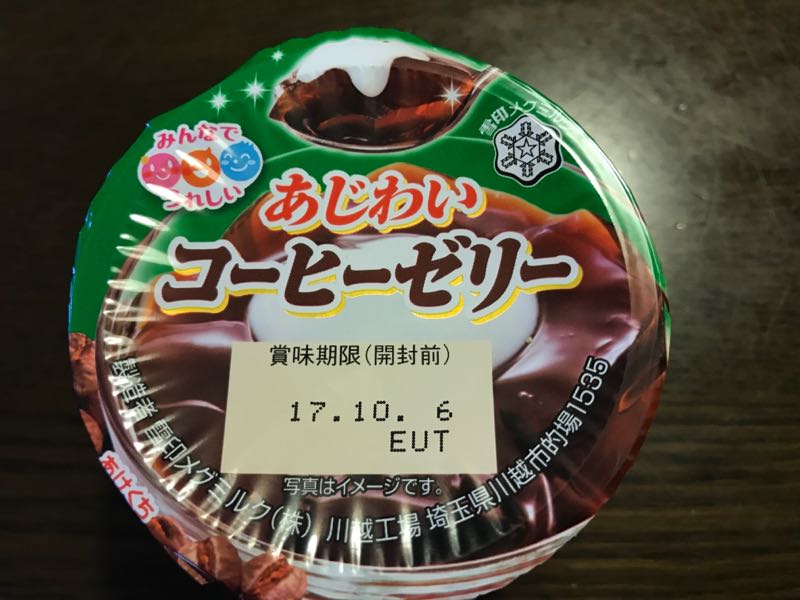 みんなで
うれしい
雪印メグミルク
あじわい
コーヒーゼリー
賞味期限(開封前)
17.10. 6
EUT
写真はイメージです。
あけくち
製造者 雪印メグミルク(株) 川越工場 埼玉県川越市的場1535